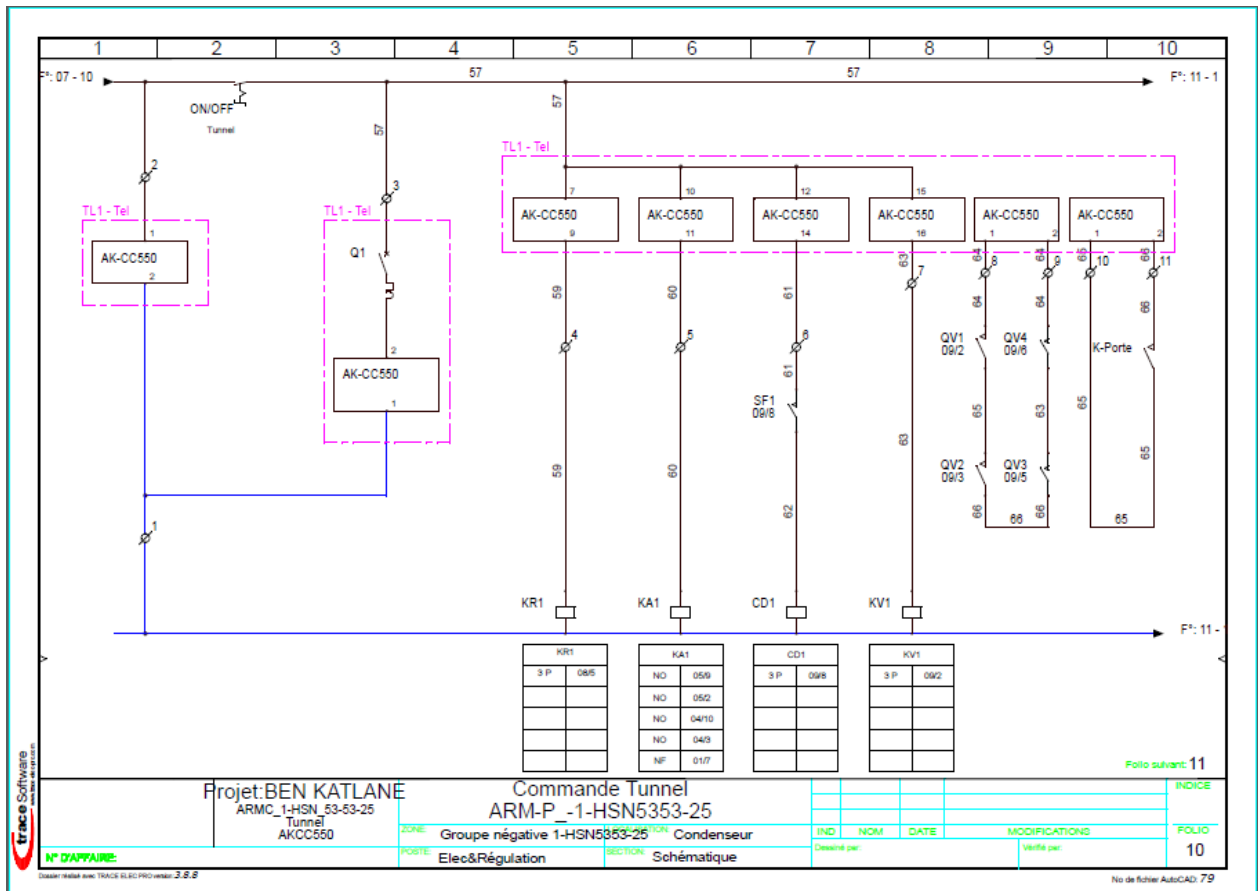 1 2 3 4 5 6 7 8 9 10
F°: 07 - 10
57
57
F°: 11 - 1
ON/OFF
Tunnel
57
57
2
3
TL1 - Tel
TL1 - Tel
TL1 - Tel
1
AK-CC550
2
Q1
2
AK-CC550
1
7
AK-CC550
9
10
AK-CC550
11
12
AK-CC550
14
15
AK-CC550
16
AK-CC550
1 2
AK-CC550
1 2
63
7
64
8
64
9
66
10
66
11
59
60
61
64
64
66
4
5
6
61
QV1
09/2
QV4
09/6
K-Porte
SF1
09/8
65
63
65
65
59
60
62
63
QV2
09/3
QV3
09/5
66
66
66
65
1
KR1
KA1
CD1
KV1
F°: 11 -
KR1
3 P 08/5
KA1
NO 05/9
NO 05/2
NO 04/10
NO 04/3
NF 01/7
CD1
3 P 09/8
KV1
3 P 09/2
Folio suivant: 11
trace Software
Projet:BEN KATLANE
ARMC_1-HSN_53-53-25
Tunnel
AKCC550
N° D'AFFAIRE:
Commande Tunnel
ARM-P_-1-HSN5353-25
ZONE: Groupe négative 1-HSN5353-25 Condenseur
POSTE: Elec&Régulation
SECTION: Schématique
IND NOM DATE MODIFICATIONS
Dessiné par:
Vérifié par:
INDICE
FOLIO
10
Dossier réalisé avec TRACE ELEC PRO version: 3.8.8
No de fichier AutoCAD: 79